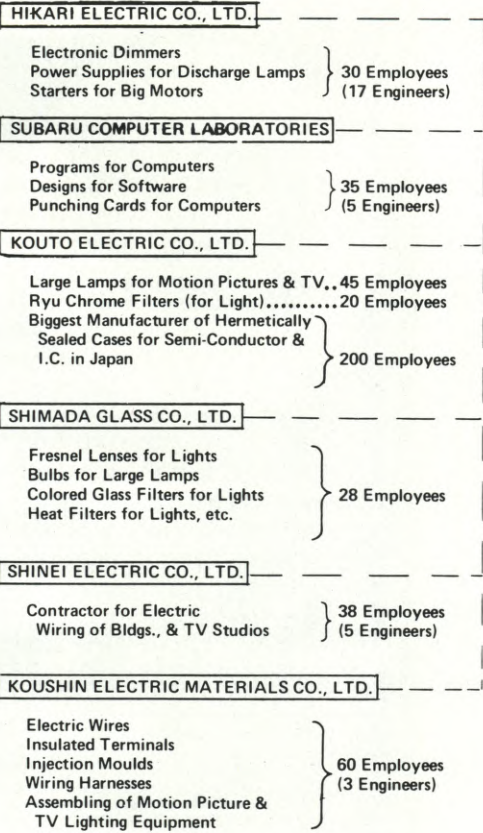 HIKARI ELECTRIC CO., LTD.
Electronic Dimmers
Power Supplies for Discharge Lamps
Starters for Big Motors
30 Employees
(17 Engineers)
SUBARU COMPUTER LABORATORIES
Programs for Computers
Designs for Software
Punching Cards for Computers
35 Employees
(5 Engineers)
KOUTO ELECTRIC CO., LTD.
Large Lamps for Motion Pictures & TV..45 Employees
Ryu Chrome Filters (for Light)..........20 Employees
Biggest Manufacturer of Hermetically
Sealed Cases for Semi-Conductor &
I.C. in Japan
200 Employees
SHIMADA GLASS CO., LTD.
Fresnel Lenses for Lights
Bulbs for Large Lamps
Colored Glass Filters for Lights
Heat Filters for Lights, etc.
28 Employees
SHINEI ELECTRIC CO., LTD.
Contractor for Electric
Wiring of Bldgs., & TV Studios
38 Employees
(5 Engineers)
KOUSHIN ELECTRIC MATERIALS CO., LTD.
Electric Wires
Insulated Terminals
Injection Moulds
Wiring Harnesses
Assembling of Motion Picture &
TV Lighting Equipment
60 Employees
(3 Engineers)